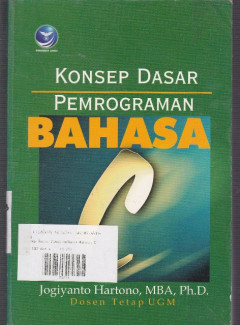 KONSEP DASAR
PEMROGRAMAN
BAHASA
C
Jogiyanto Hartono, MBA, Ph.D.
Dosen Tetap UGM